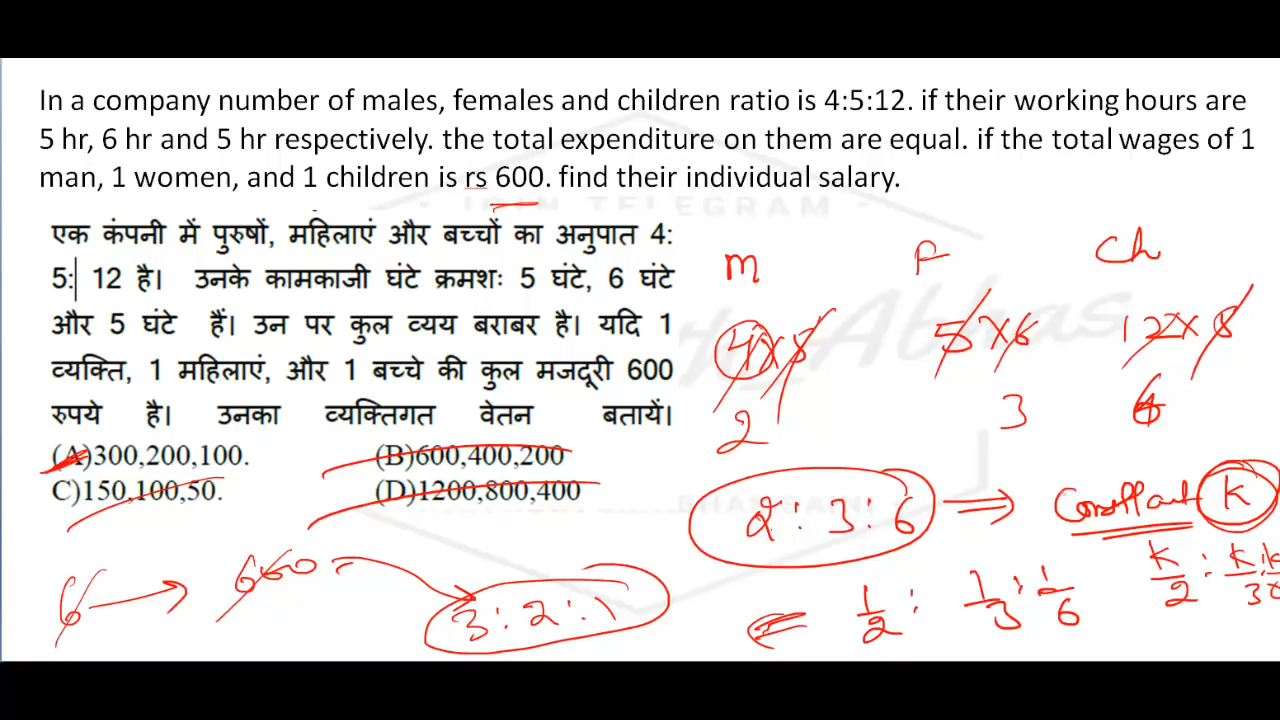 In a company number of males, females and children ratio is 4:5:12. if their working hours are
5 hr, 6 hr and 5 hr respectively. the total expenditure on them are equal. if the total wages of 1
man, 1 women, and 1 children is rs 600. find their individual salary.
एक कंपनी में पुरुषों, महिलाएं और बच्चों का अनुपात 4:
5: 12 है। उनके कामकाजी घंटे क्रमशः 5 घंटे, 6 घंटे
और 5 घंटे हैं। उन पर कुल व्यय बराबर है। यदि 1
व्यक्ति, 1 महिलाएं, और 1 बच्चे की कुल मजदूरी 600
रुपये है। उनका व्यक्तिगत वेतन बतायें।
(A)300,200,100. (B)600,400,200
C)150,100,50. (D)1200,800,400
M F Ch
4x5 5x6 12x5
2 3 6
2:3:6 ⇒ Constant K
K/2 : K/3 :
1/2 : 1/3 : 1/6
6 → 600 =
3:2:1
JOIN TELEGRAM